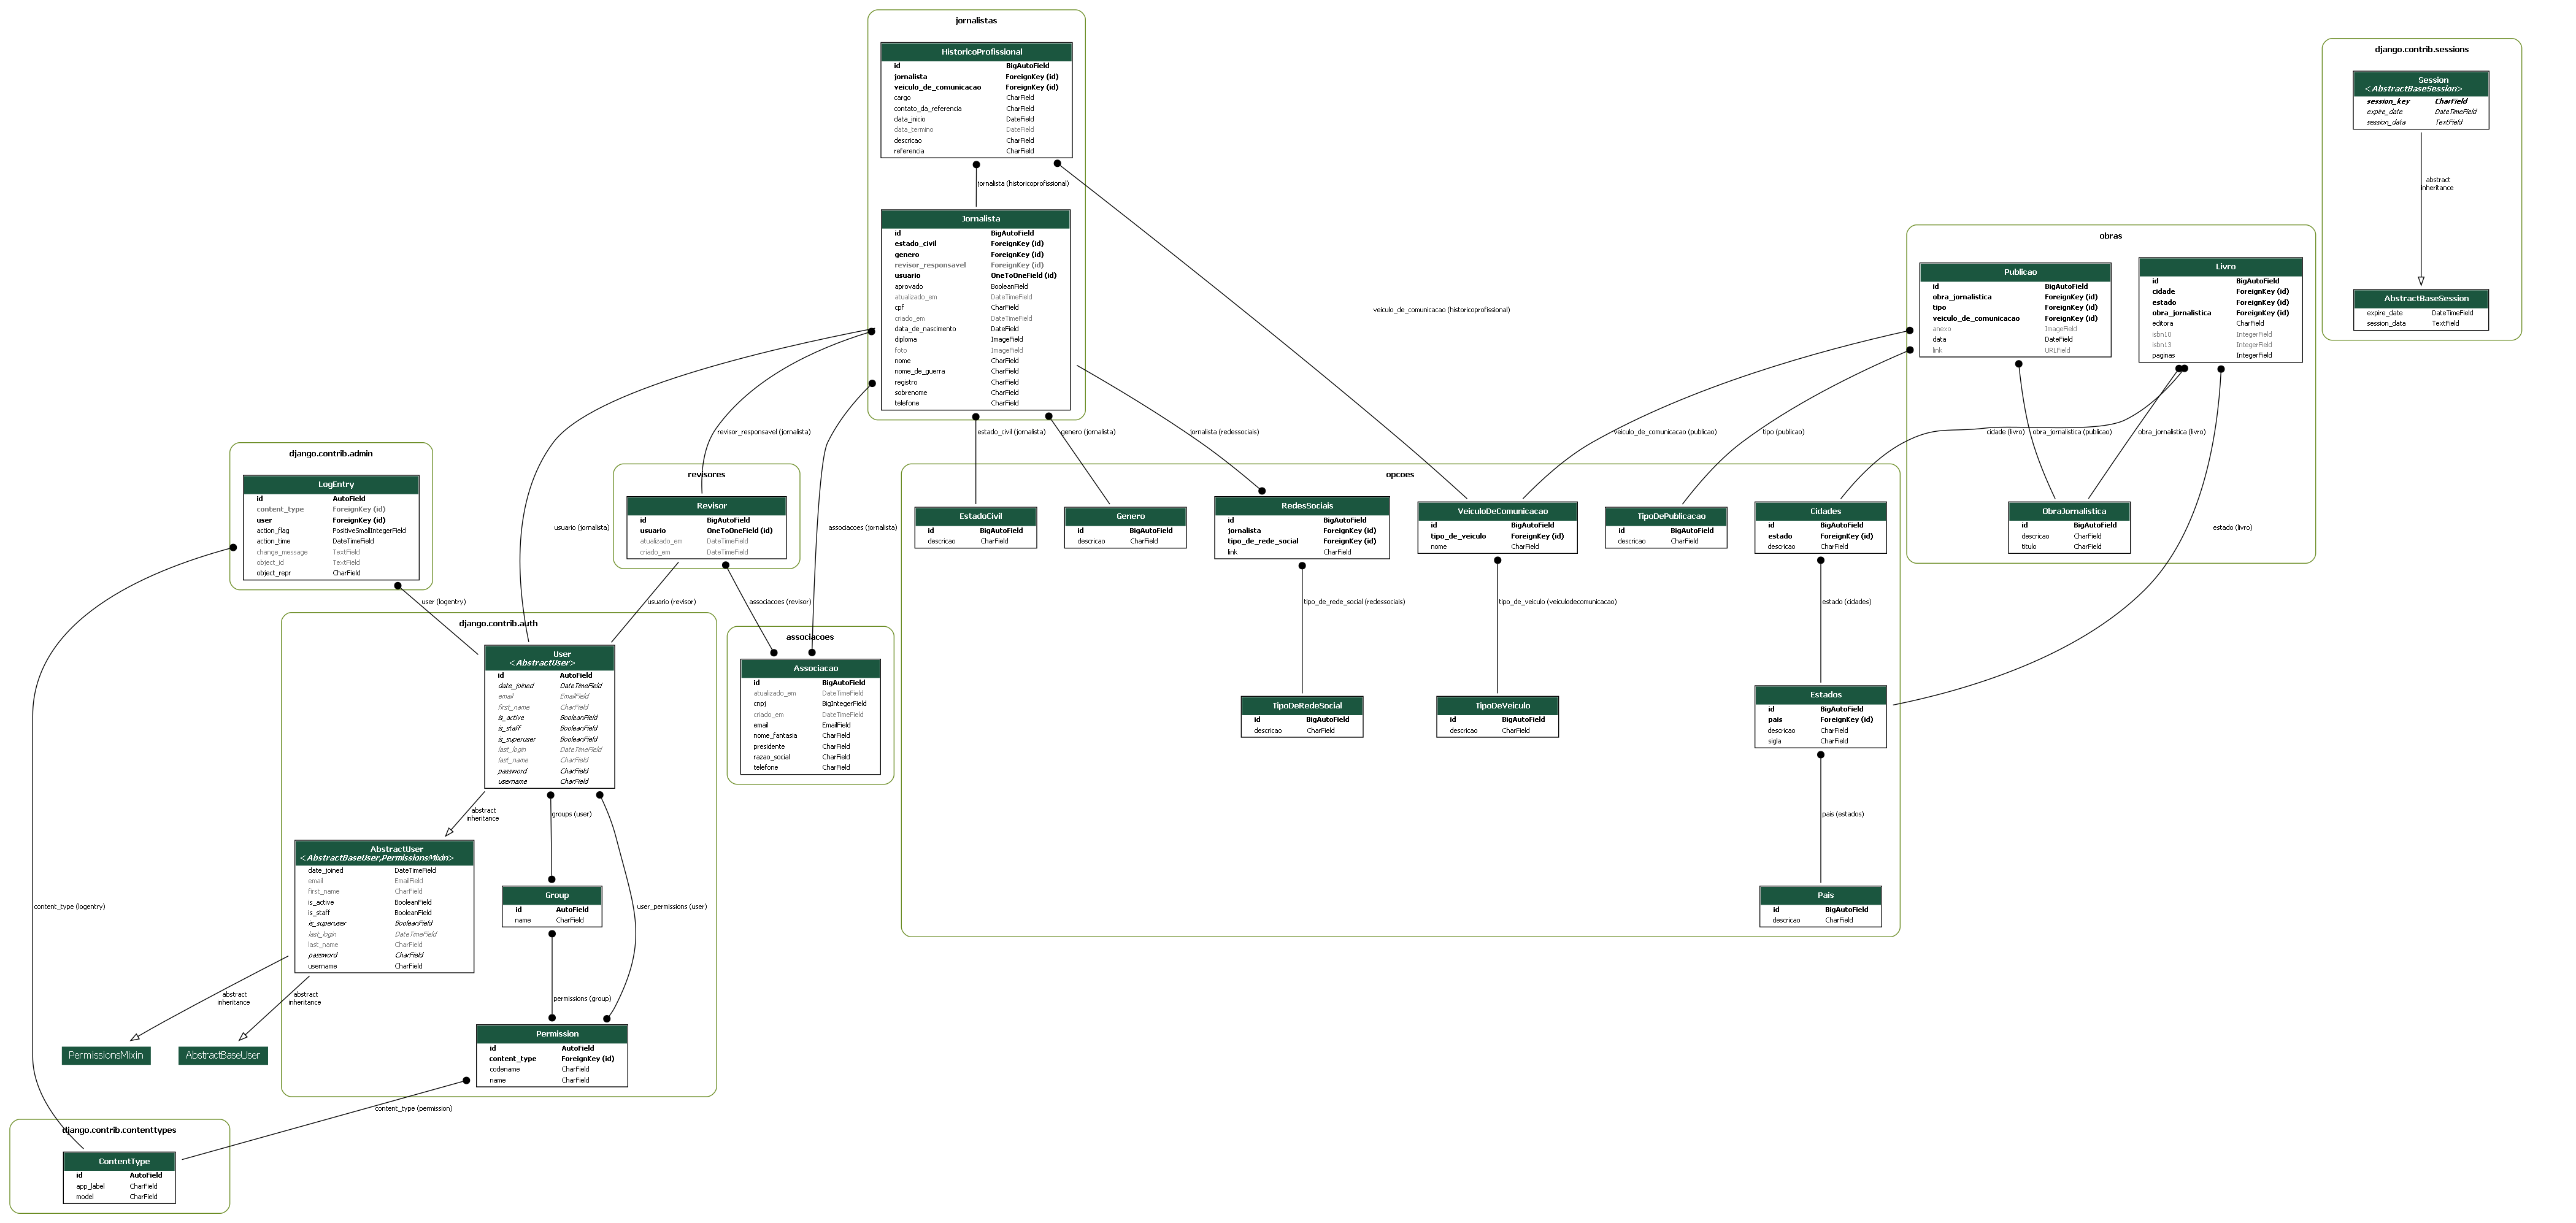 jornalistas
HistoricoProfissional
id BigAutoField
jornalista ForeignKey (id)
veiculo_de_comunicacao ForeignKey (id)
cargo CharField
contato_da_referencia CharField
data_inicio DateField
data_termino DateField
descricao CharField
referencia CharField
jornalista (historicoprofissional)
Jornalista
id BigAutoField
estado_civil ForeignKey (id)
genero ForeignKey (id)
revisor_responsavel ForeignKey (id)
usuario OneToOneField (id)
aprovado BooleanField
atualizado_em DateTimeField
cpf CharField
criado_em DateTimeField
data_de_nascimento DateField
diploma ImageField
foto ImageField
nome CharField
nome_de_guerra CharField
registro CharField
sobrenome CharField
telefone CharField
django.contrib.sessions
Session
<AbstractBaseSession>
session_key CharField
expire_date DateTimeField
session_data TextField
abstract
inheritance
AbstractBaseSession
expire_date DateTimeField
session_data TextField
obras
Publicao
id BigAutoField
obra_jornalistica ForeignKey (id)
tipo ForeignKey (id)
veiculo_de_comunicacao ForeignKey (id)
anexo ImageField
data DateField
link URLField
Livro
id BigAutoField
cidade ForeignKey (id)
estado ForeignKey (id)
obra_jornalistica ForeignKey (id)
editora CharField
isbn10 IntegerField
isbn13 IntegerField
paginas IntegerField
veiculo_de_comunicacao (historicoprofissional)
revisor_responsavel (jornalista)
estado_civil (jornalista)
genero (jornalista)
jornalista (redessociais)
veiculo_de_comunicacao (publicao)
tipo (publicao)
cidade (livro)
obra_jornalistica (publicao)
obra_jornalistica (livro)
ObraJornalistica
id BigAutoField
descricao CharField
titulo CharField
estado (livro)
django.contrib.admin
LogEntry
id AutoField
content_type ForeignKey (id)
user ForeignKey (id)
action_flag PositiveSmallIntegerField
action_time DateTimeField
change_message TextField
object_id TextField
object_repr CharField
usuario (jornalista)
revisores
Revisor
id BigAutoField
usuario OneToOneField (id)
atualizado_em DateTimeField
criado_em DateTimeField
associacoes (jornalista)
opcoes
EstadoCivil
id BigAutoField
descricao CharField
Genero
id BigAutoField
descricao CharField
RedesSociais
id BigAutoField
jornalista ForeignKey (id)
tipo_de_rede_social ForeignKey (id)
link CharField
VeiculoDeComunicacao
id BigAutoField
tipo_de_veiculo ForeignKey (id)
nome CharField
TipoDePublicacao
id BigAutoField
descricao CharField
Cidades
id BigAutoField
estado ForeignKey (id)
descricao CharField
user (logentry)
usuario (revisor)
associacoes (revisor)
tipo_de_rede_social (redessociais)
tipo_de_veiculo (veiculodecomunicacao)
estado (cidades)
TipoDeRedeSocial
id BigAutoField
descricao CharField
TipoDeVeiculo
id BigAutoField
descricao CharField
Estados
id BigAutoField
pais ForeignKey (id)
descricao CharField
sigla CharField
pais (estados)
Pais
id BigAutoField
descricao CharField
associacoes
Associacao
id BigAutoField
atualizado_em DateTimeField
cnpj BigIntegerField
criado_em DateTimeField
email EmailField
nome_fantasia CharField
presidente CharField
razao_social CharField
telefone CharField
django.contrib.auth
User
<AbstractUser>
id AutoField
date_joined DateTimeField
email EmailField
first_name CharField
is_active BooleanField
is_staff BooleanField
is_superuser BooleanField
last_login DateTimeField
last_name CharField
password CharField
username CharField
abstract
inheritance
groups (user)
AbstractUser
<AbstractBaseUser,PermissionsMixin>
date_joined DateTimeField
email EmailField
first_name CharField
is_active BooleanField
is_staff BooleanField
is_superuser BooleanField
last_login DateTimeField
last_name CharField
password CharField
username CharField
Group
id AutoField
name CharField
user_permissions (user)
content_type (logentry)
abstract
inheritance
abstract
inheritance
permissions (group)
PermissionsMixin
AbstractBaseUser
Permission
id AutoField
content_type ForeignKey (id)
codename CharField
name CharField
content_type (permission)
django.contrib.contenttypes
ContentType
id AutoField
app_label CharField
model CharField